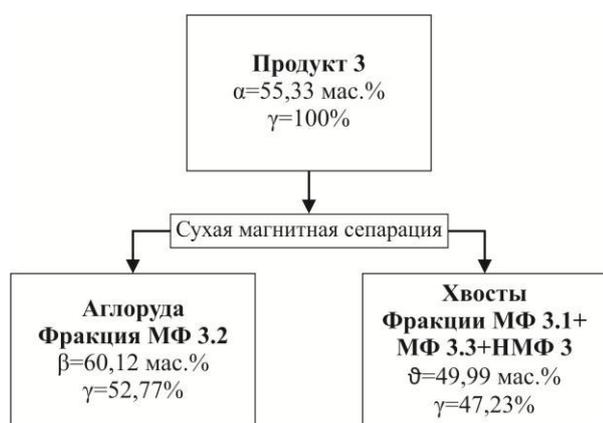 Продукт 3
α=55,33 мас.%
γ=100%
Сухая магнитная сепарация
Аглоруда
Фракция МФ 3.2
β=60,12 мас.%
γ=52,77%
Хвосты
Фракции МФ 3.1+
МФ 3.3+НМФ 3
ϑ=49,99 мас.%
γ=47,23%